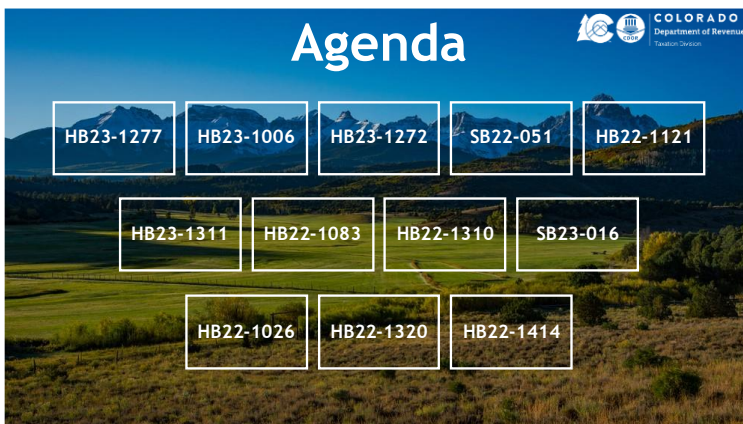 Agenda
COLORADO
Department of Revenue
Taxation Division
CDOR
HB23-1277
HB23-1006
HB23-1272
SB22-051
HB22-1121
HB23-1311
HB22-1083
HB22-1310
SB23-016
HB22-1026
HB22-1320
HB22-1414